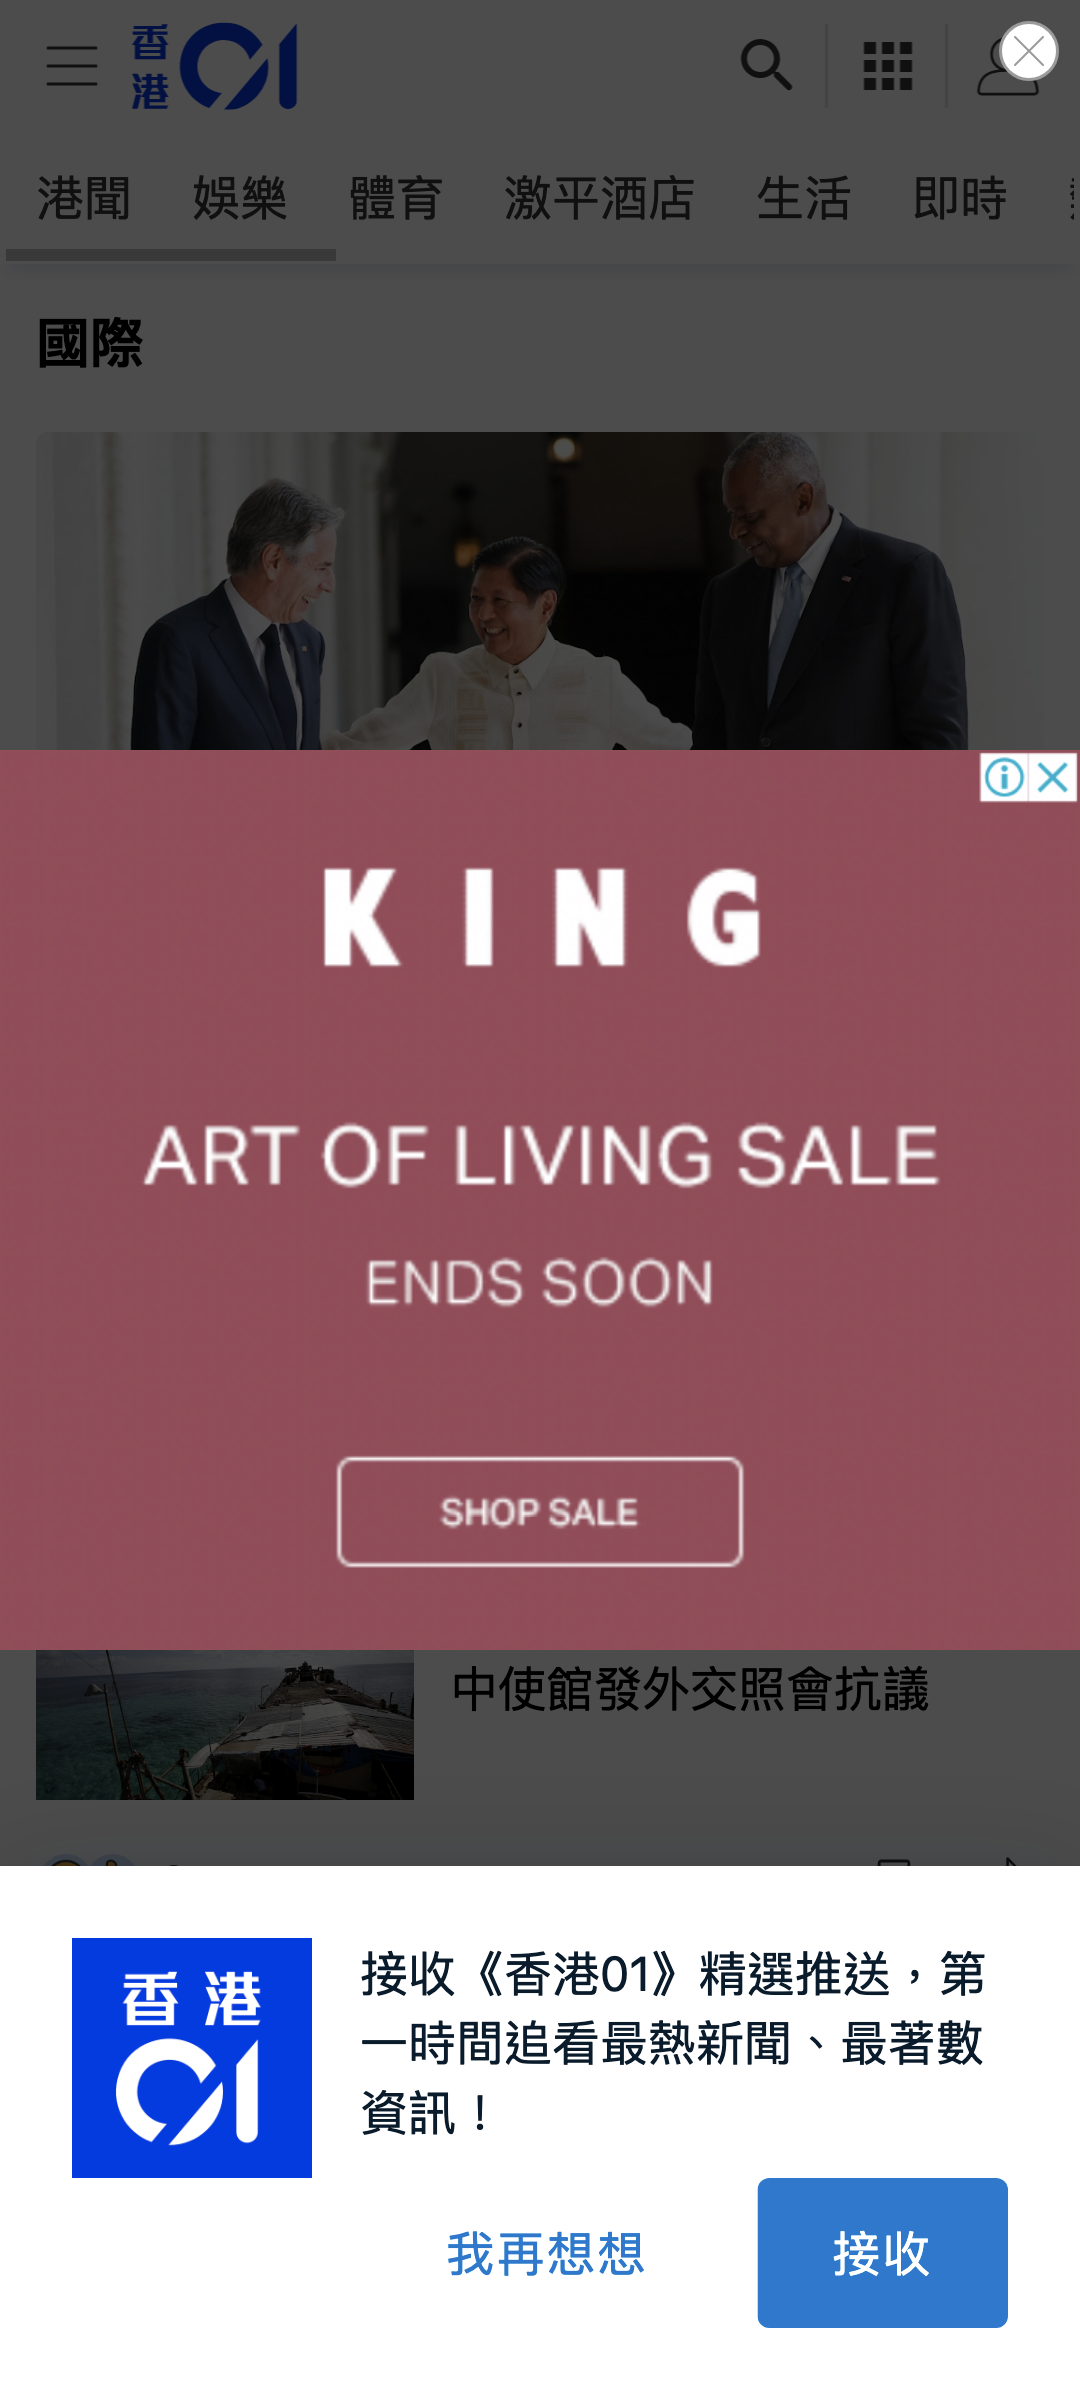 香港01
港聞 娛樂 體育 激平酒店 生活 即時
國際
KING
ART OF LIVING SALE
ENDS SOON
SHOP SALE
中使館發外交照會抗議
香港
01
接收《香港01》精選推送，第
一時間追看最熱新聞、最著數
資訊！
我再想想 接收